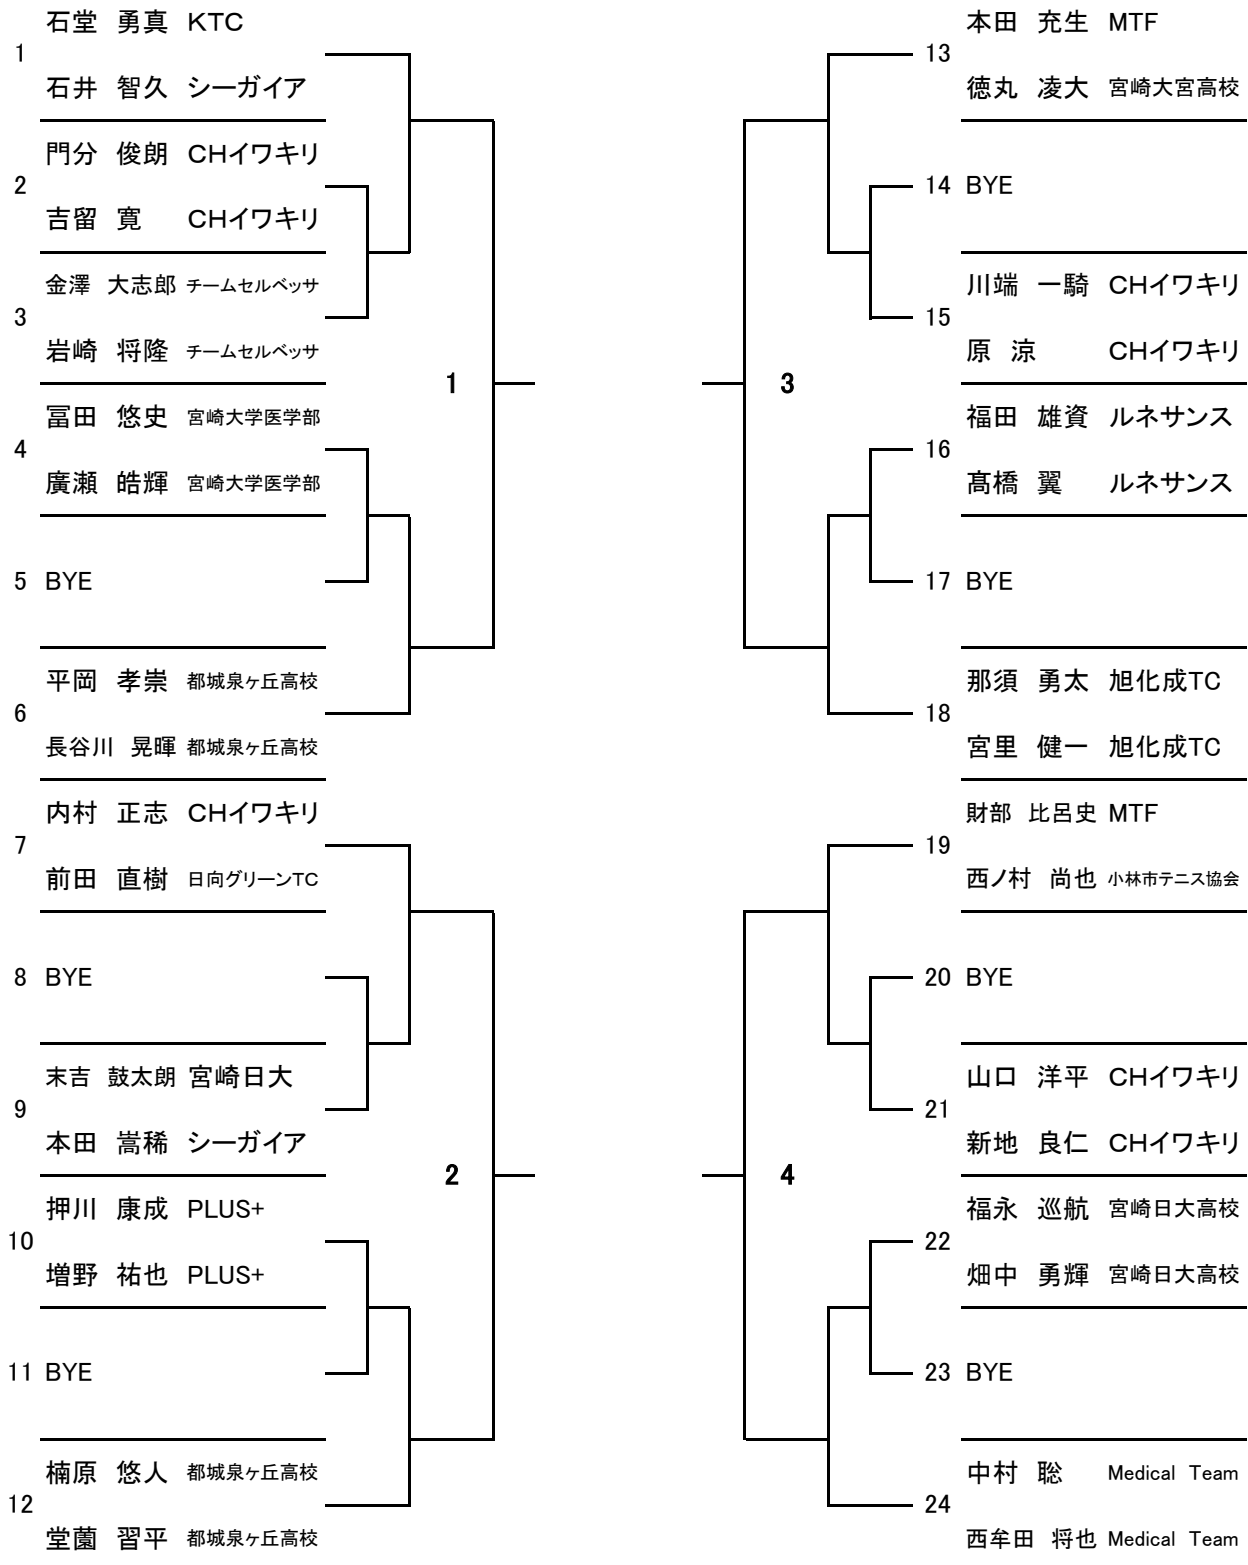 石堂 勇真 KTC
1
石井 智久 シーガイア
門分 俊朗 CHイワキリ
2
吉留 寛 CHイワキリ
金澤 大志郎 チームセルベッサ
3
岩崎 将隆 チームセルベッサ
1
冨田 悠史 宮崎大学医学部
4
廣瀬 皓輝 宮崎大学医学部
5 BYE
平岡 孝崇 都城泉ヶ丘高校
6
長谷川 晃暉 都城泉ヶ丘高校
内村 正志 CHイワキリ
7
前田 直樹 日向グリーンTC
8 BYE
末吉 鼓太朗 宮崎日大
9
本田 嵩稀 シーガイア
2
押川 康成 PLUS+
10
増野 祐也 PLUS+
11 BYE
楠原 悠人 都城泉ヶ丘高校
12
堂薗 習平 都城泉ヶ丘高校
本田 充生 MTF
13
徳丸 凌大 宮崎大宮高校
14 BYE
川端 一騎 CHイワキリ
15
原 涼 CHイワキリ
3
福田 雄資 ルネサンス
16
髙橋 翼 ルネサンス
17 BYE
那須 勇太 旭化成TC
18
宮里 健一 旭化成TC
財部 比呂史 MTF
19
西ノ村 尚也 小林市テニス協会
20 BYE
山口 洋平 CHイワキリ
21
新地 良仁 CHイワキリ
4
福永 巡航 宮崎日大高校
22
畑中 勇輝 宮崎日大高校
23 BYE
中村 聡 Medical Team
24
西牟田 将也 Medical Team